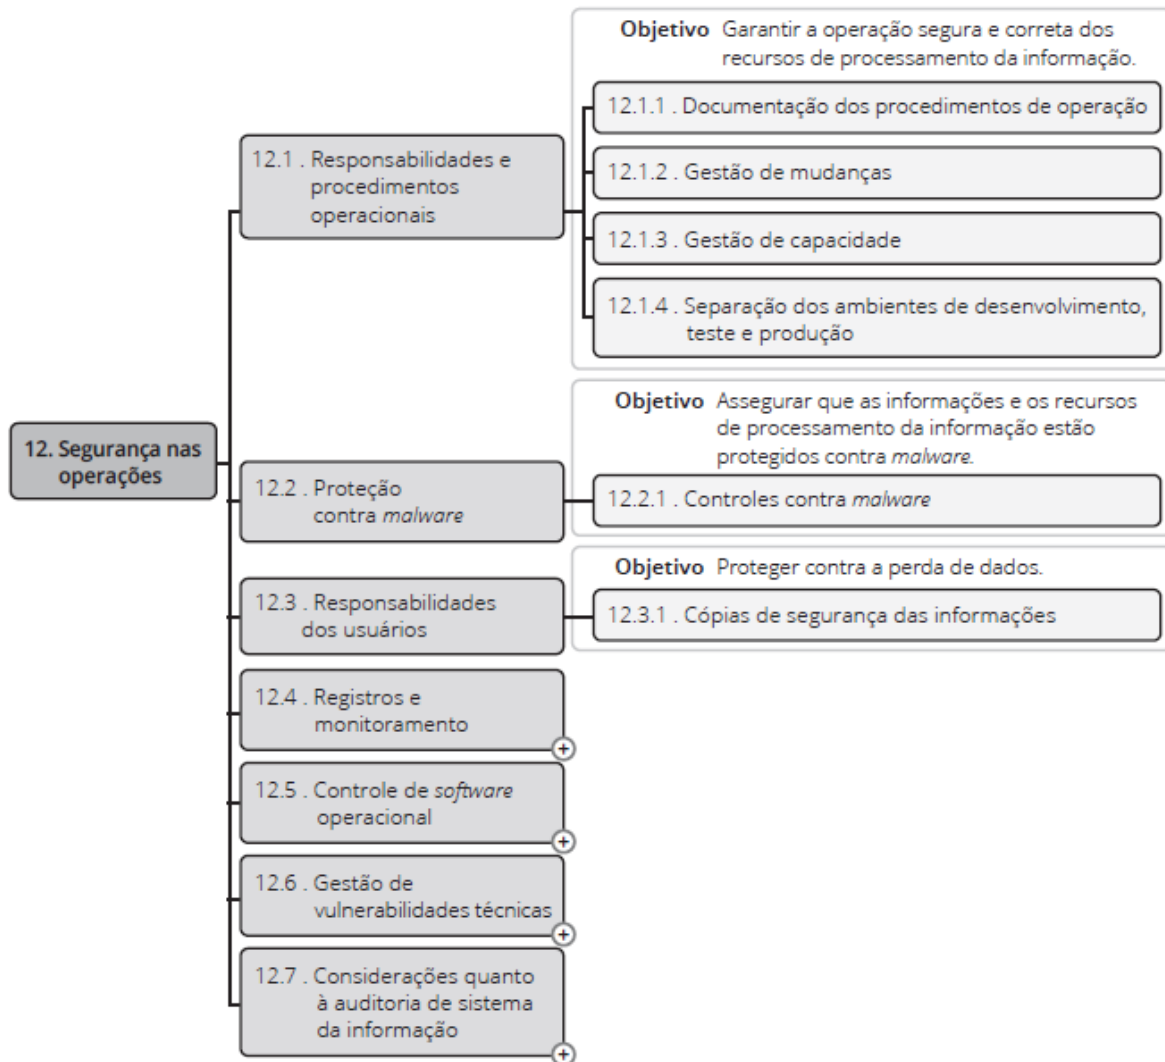 12. Segurança nas
operações
12.1 . Responsabilidades e
procedimentos
operacionais
Objetivo Garantir a operação segura e correta dos
recursos de processamento da informação.
12.1.1 . Documentação dos procedimentos de operação
12.1.2 . Gestão de mudanças
12.1.3 . Gestão de capacidade
12.1.4 . Separação dos ambientes de desenvolvimento,
teste e produção
12.2 . Proteção
contra malware
Objetivo Assegurar que as informações e os recursos
de processamento da informação estão
protegidos contra malware.
12.2.1 . Controles contra malware
12.3 . Responsabilidades
dos usuários
Objetivo Proteger contra a perda de dados.
12.3.1 . Cópias de segurança das informações
12.4 . Registros e
monitoramento
12.5 . Controle de software
operacional
12.6 . Gestão de
vulnerabilidades técnicas
12.7 . Considerações quanto
à auditoria de sistema
da informação